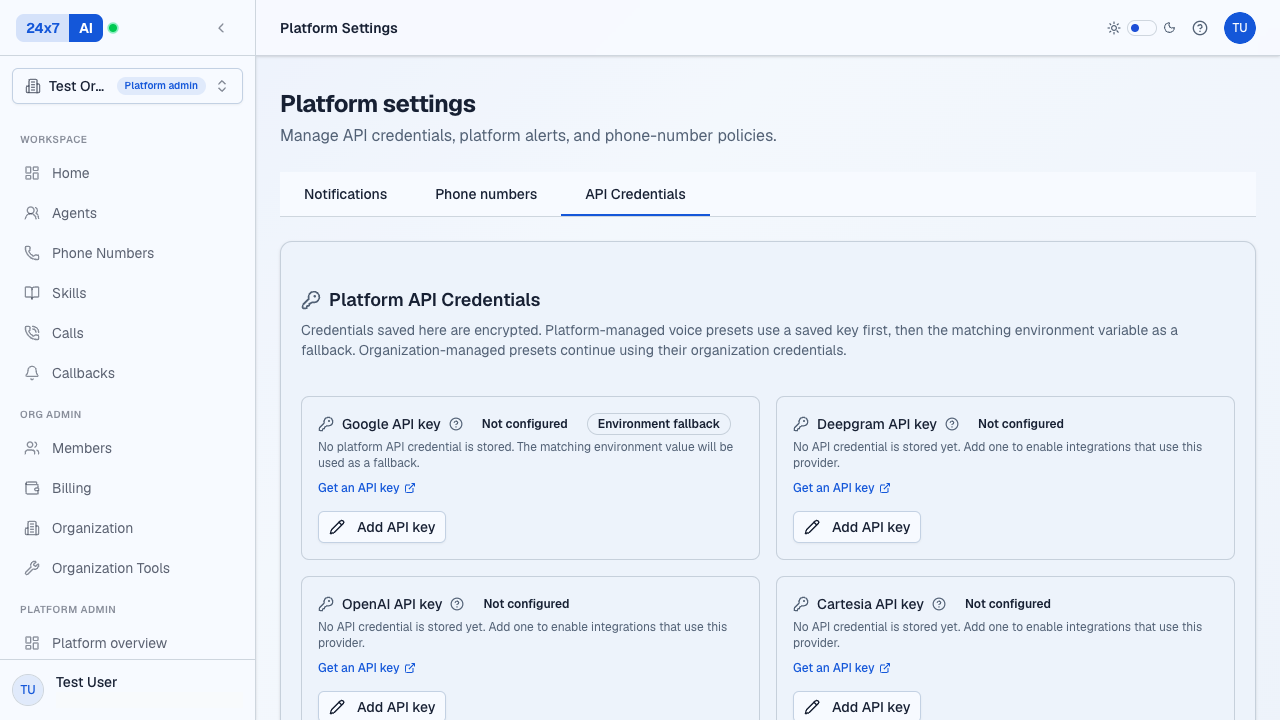 24x7 AI
Platform Settings
TU
Test Or... Platform admin
WORKSPACE
Home
Agents
Phone Numbers
Skills
Calls
Callbacks
ORG ADMIN
Members
Billing
Organization
Organization Tools
PLATFORM ADMIN
Platform overview
TU Test User
Platform settings
Manage API credentials, platform alerts, and phone-number policies.
Notifications Phone numbers API Credentials
Platform API Credentials
Credentials saved here are encrypted. Platform-managed voice presets use a saved key first, then the matching environment variable as a
fallback. Organization-managed presets continue using their organization credentials.
Google API key Not configured Environment fallback
No platform API credential is stored. The matching environment value will be
used as a fallback.
Get an API key
Add API key
Deepgram API key Not configured
No API credential is stored yet. Add one to enable integrations that use this
provider.
Get an API key
Add API key
OpenAI API key Not configured
No API credential is stored yet. Add one to enable integrations that use this
provider.
Get an API key
Add API key
Cartesia API key Not configured
No API credential is stored yet. Add one to enable integrations that use this
provider.
Get an API key
Add API key